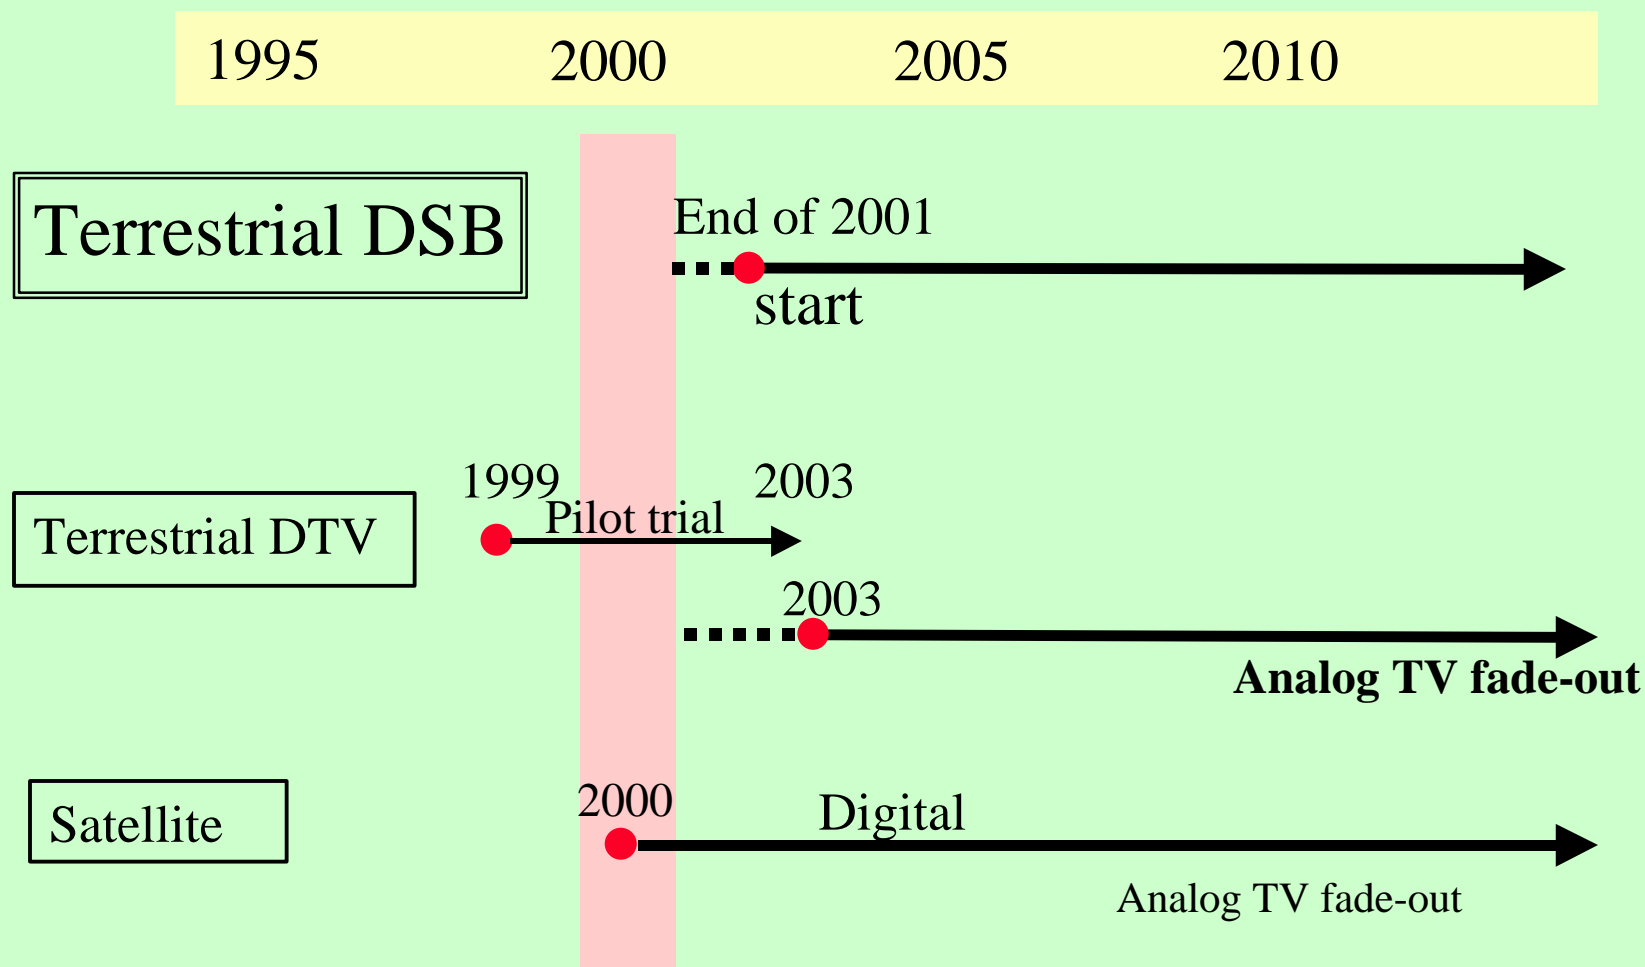 1995 2000 2005 2010
Terrestrial DSB
End of 2001
start
1999 2003
Pilot trial
Terrestrial DTV
2003
Analog TV fade-out
2000
Digital
Satellite
Analog TV fade-out